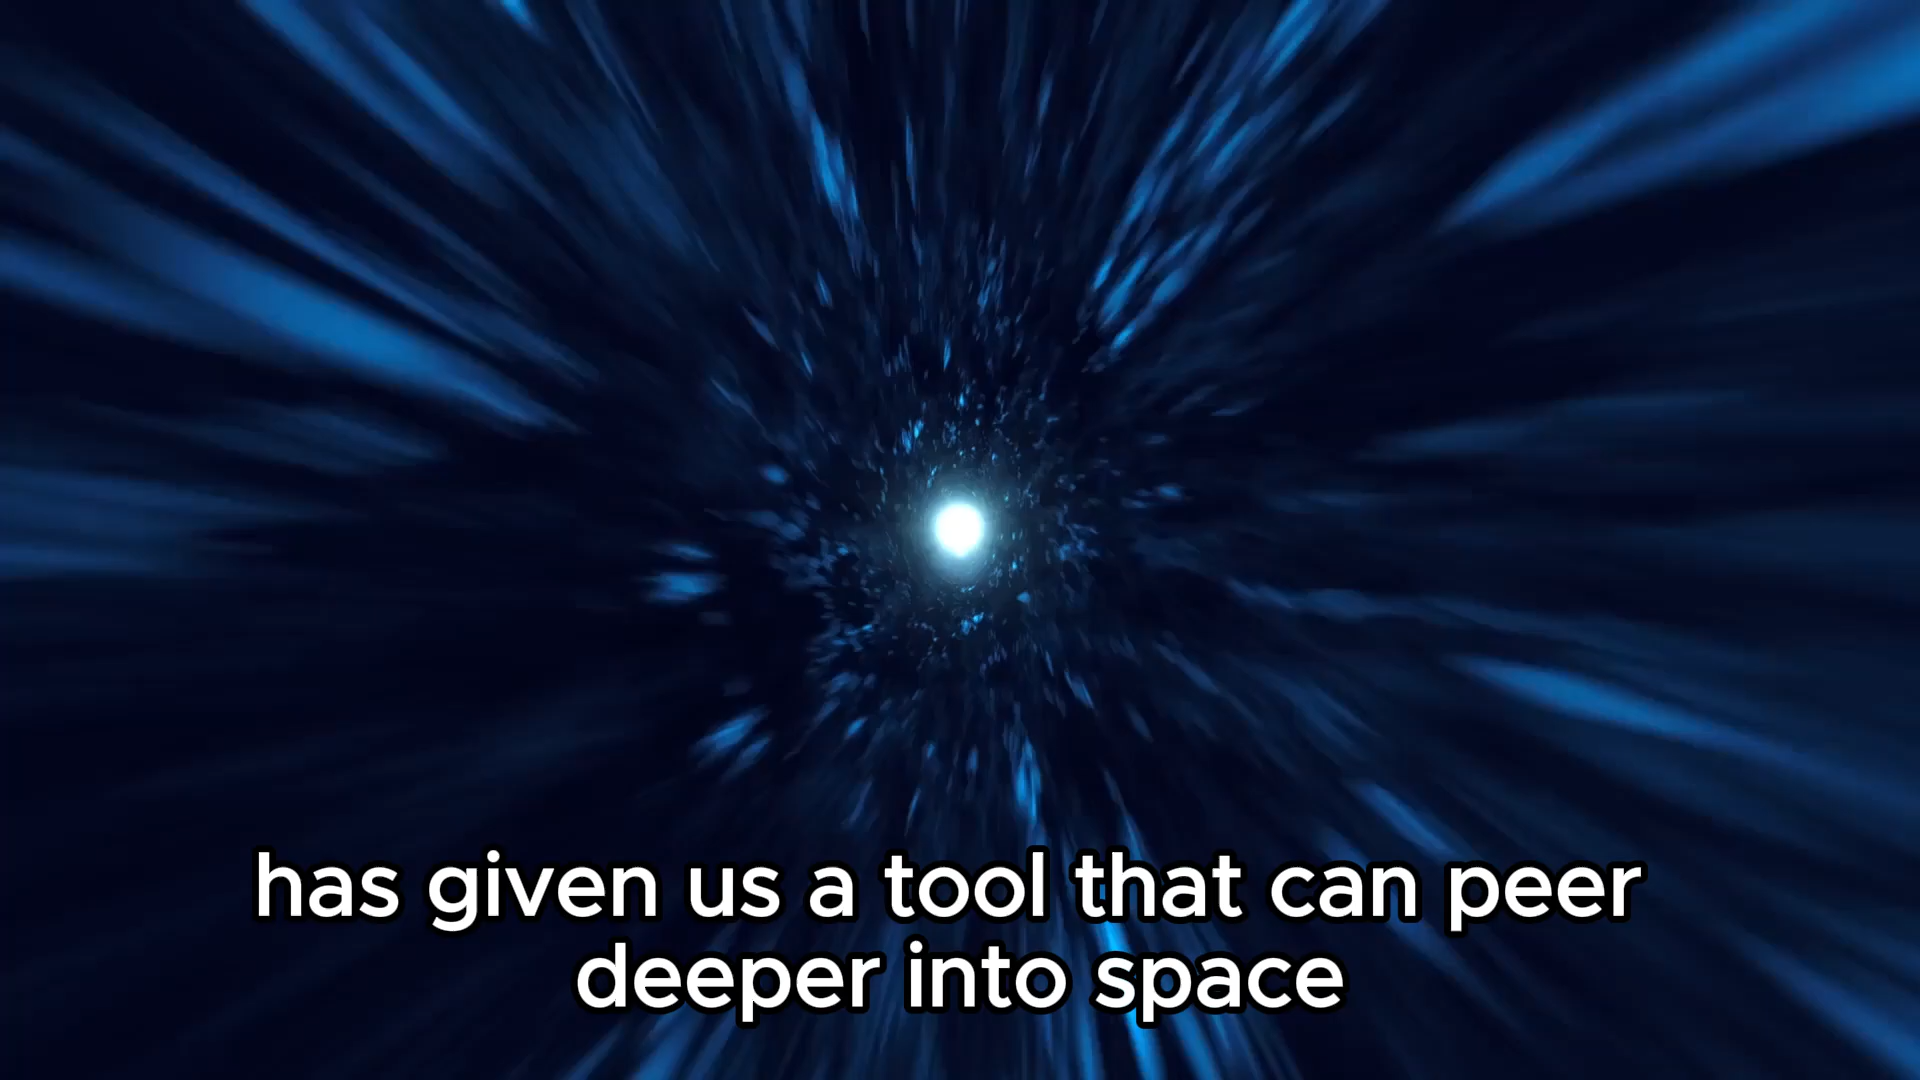 has given us a tool that can peer
deeper into space